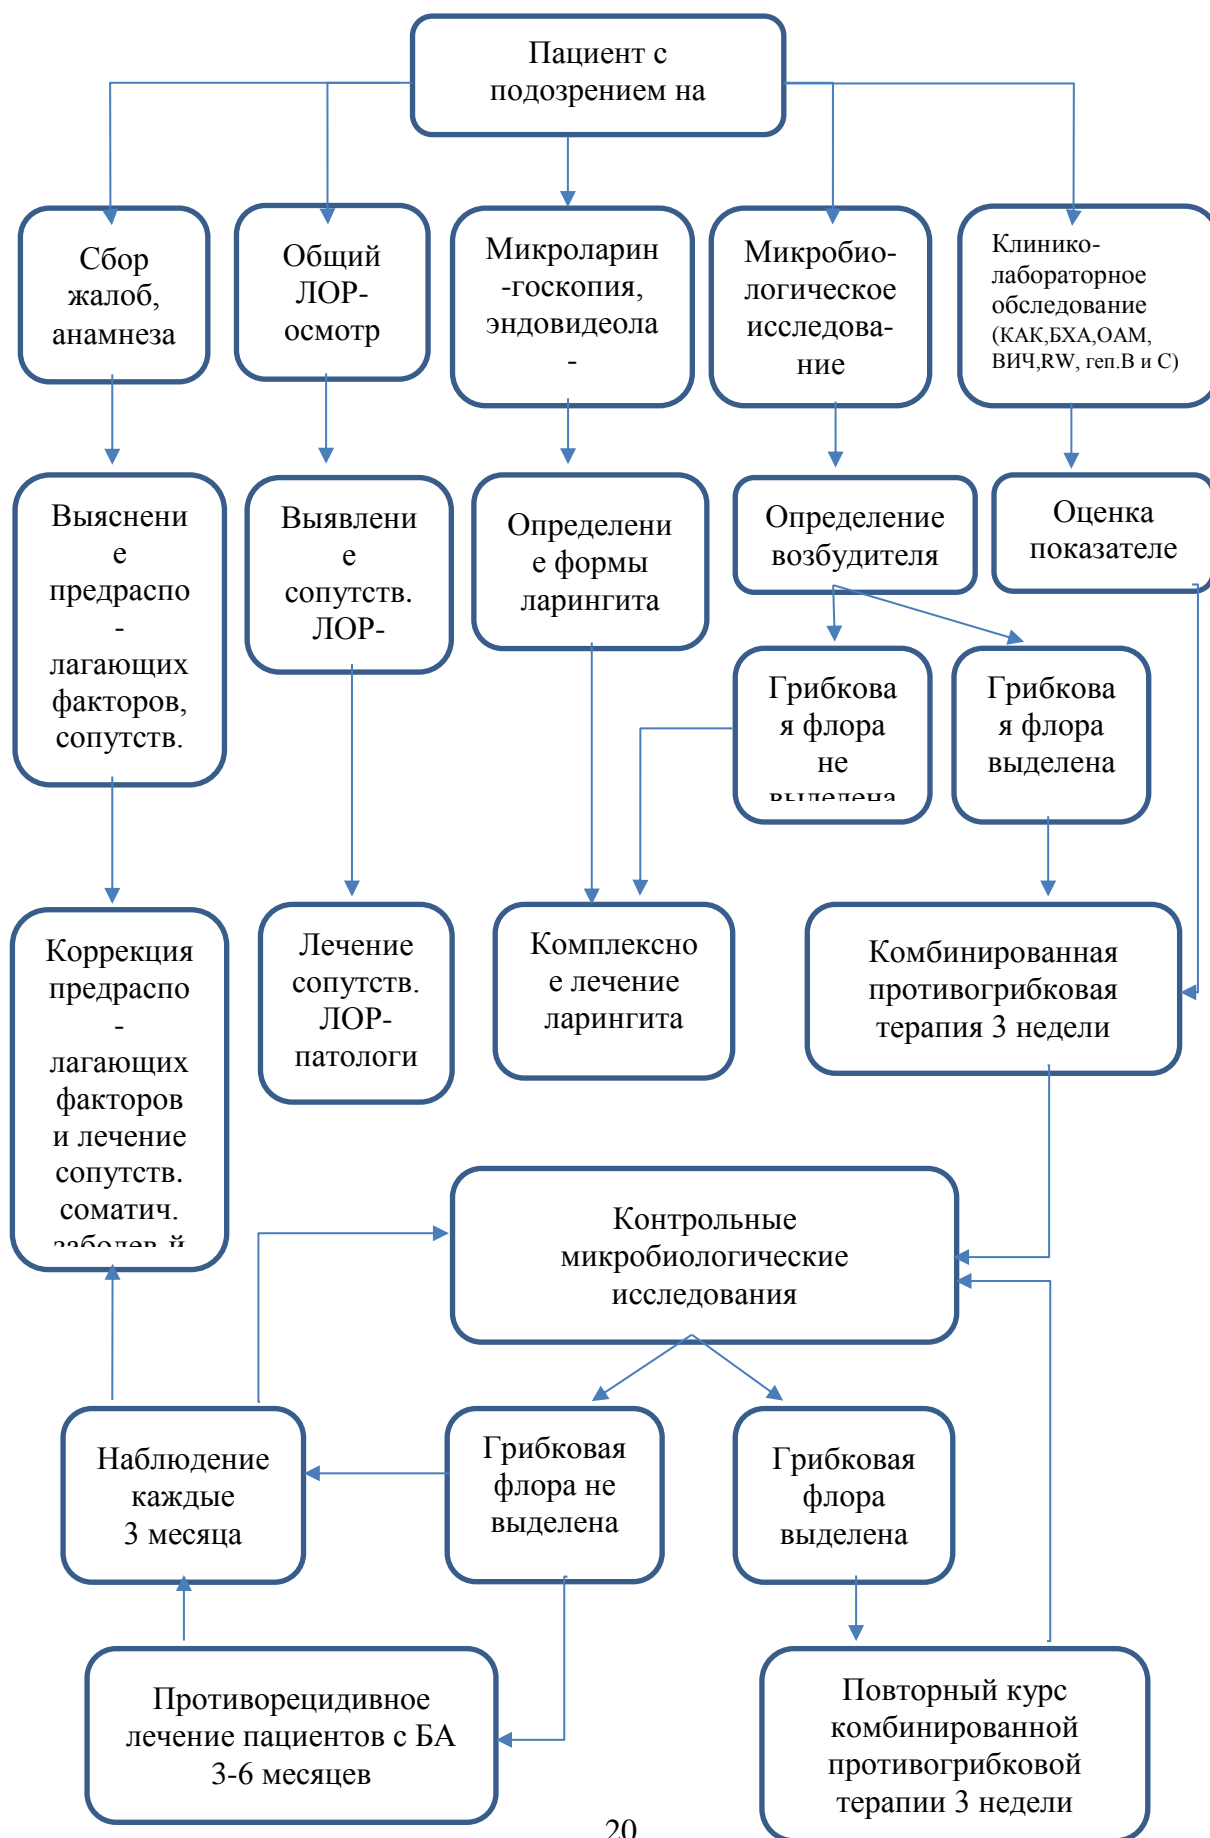 Пациент с
подозрением на
Сбор
жалоб,
анамнеза
Общий
ЛОР-
осмотр
Микроларин
-госкопия,
эндовидеола
-
Микробио-
логическое
исследова-
ние
Клинико-
лабораторное
обследование
(КАК,БХА,ОАМ,
ВИЧ,RW, геп.В и С)
Выяснени
е
предраспо
-
лагающих
факторов,
сопутств.
Выявлени
е
сопутств.
ЛОР-
Определени
е формы
ларингита
Определение
возбудителя
Оценка
показателе
Грибкова
я флора
не
выделена
Грибкова
я флора
выделена
Коррекция
предраспо
-
лагающих
факторов
и лечение
сопутств.
соматич.
заболев-й
Лечение
сопутств.
ЛОР-
патологи
Комплексно
е лечение
ларингита
Комбинированная
противогрибковая
терапия 3 недели
Контрольные
микробиологические
исследования
Наблюдение
каждые
3 месяца
Грибковая
флора не
выделена
Грибковая
флора
выделена
Противорецидивное
лечение пациентов с БА
3-6 месяцев
Повторный курс
комбинированной
противогрибковой
терапии 3 недели
20